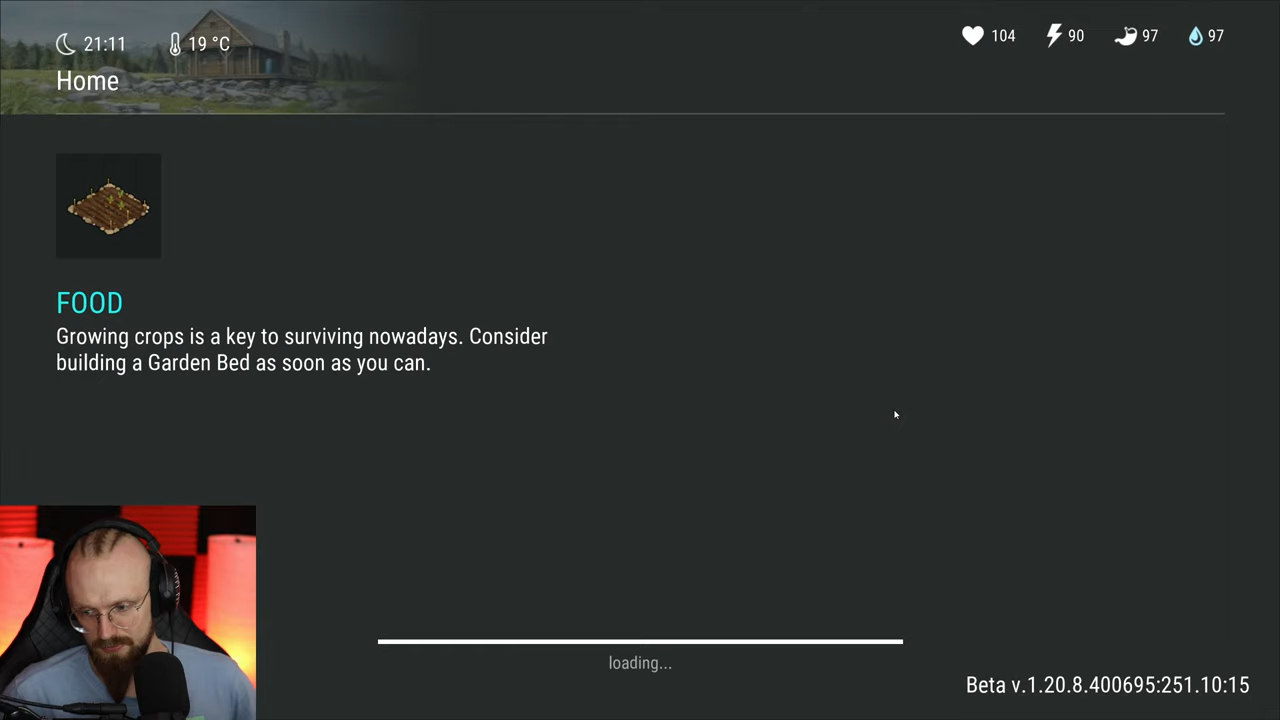 21:11 19 °C 104 90 97 97
Home
FOOD
Growing crops is a key to surviving nowadays. Consider
building a Garden Bed as soon as you can.
loading...
Beta v.1.20.8.400695:251.10:15